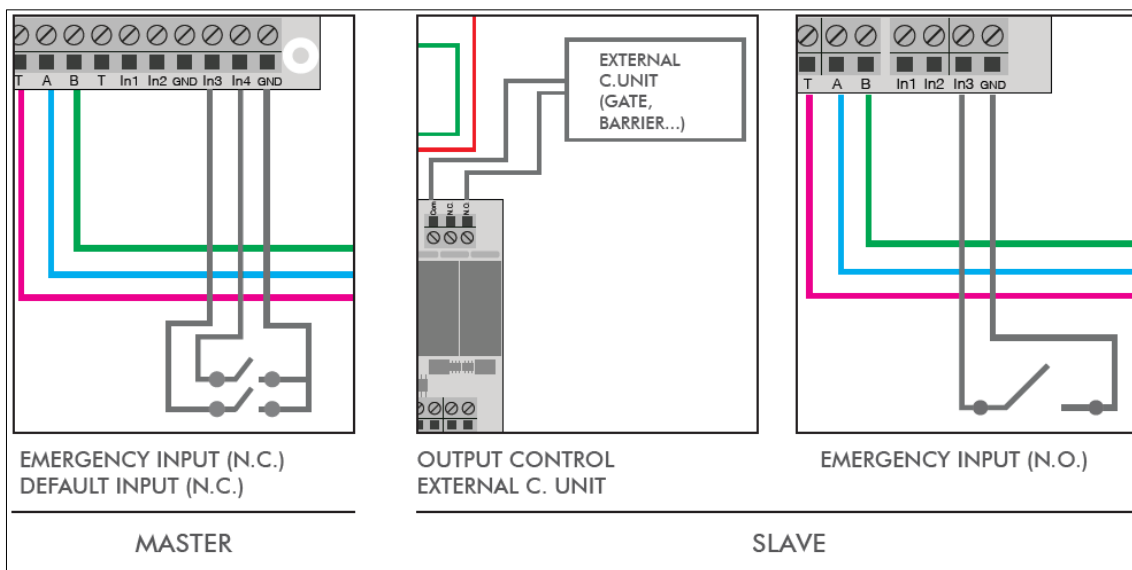 T A B T In1 In2 GND In3 In4 GND
EMERGENCY INPUT (N.C.)
DEFAULT INPUT (N.C.)
MASTER
EXTERNAL
C.UNIT
(GATE,
BARRIER...)
Com N.C. N.O.
OUTPUT CONTROL
EXTERNAL C. UNIT
T A B In1 In2 In3 GND
EMERGENCY INPUT (N.O.)
SLAVE